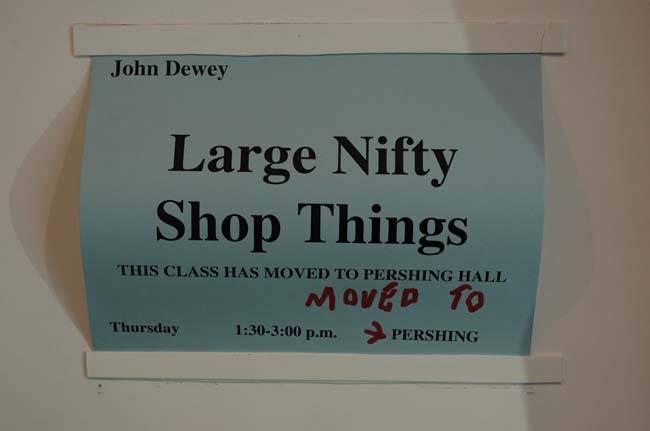 John Dewey
Large Nifty
Shop Things
THIS CLASS HAS MOVED TO PERSHING HALL
MOVED TO
Thursday 1:30-3:00 p.m. → PERSHING